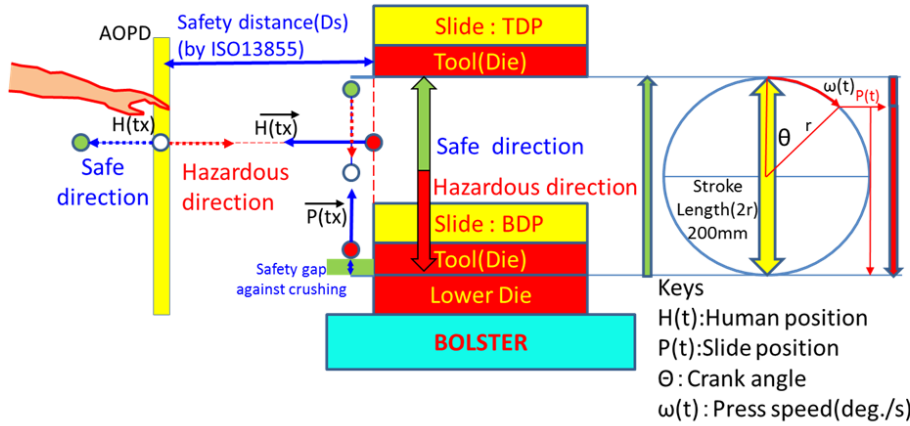 AOPD
Safety distance(Ds)
(by ISO13855)
Slide : TDP
Tool(Die)
ω(t)
P(t)
H(tx)
H(tx)
r
θ
Safe
direction
Hazardous
direction
Safe direction
Hazardous direction
Stroke
Length(2r)
200mm
P(tx)
Slide : BDP
Tool(Die)
Safety gap
against crushing
Lower Die
BOLSTER
Keys
H(t):Human position
P(t):Slide position
Θ: Crank angle
ω(t) : Press speed(deg./s)